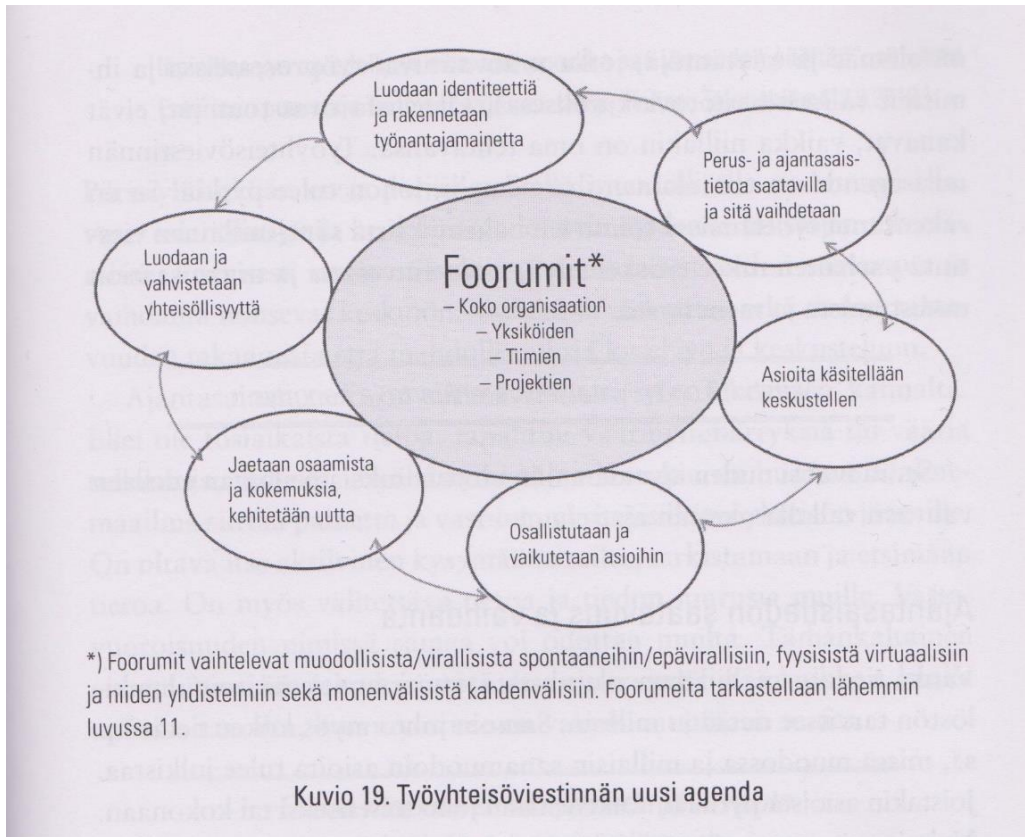 Luodaan identiteettiä
ja rakennetaan
työnantajamainetta
Perus- ja ajantasais-
tietoa saatavilla
ja sitä vaihdetaan
Luodaan ja
vahvistetaan
yhteisöllisyyttä
Foorumit*
– Koko organisaation
– Yksiköiden
– Tiimien
– Projektien
Asioita käsitellään
keskustellen
Jaetaan osaamista
ja kokemuksia,
kehitetään uutta
Osallistutaan ja
vaikutetaan asioihin
*) Foorumit vaihtelevat muodollisista/virallisista spontaaneihin/epävirallisiin, fyysisistä virtuaalisiin
ja niiden yhdistelmiin sekä monenvälisistä kahdenvälisiin. Foorumeita tarkastellaan lähemmin
luvussa 11.
Kuvio 19. Työyhteisöviestinnän uusi agenda